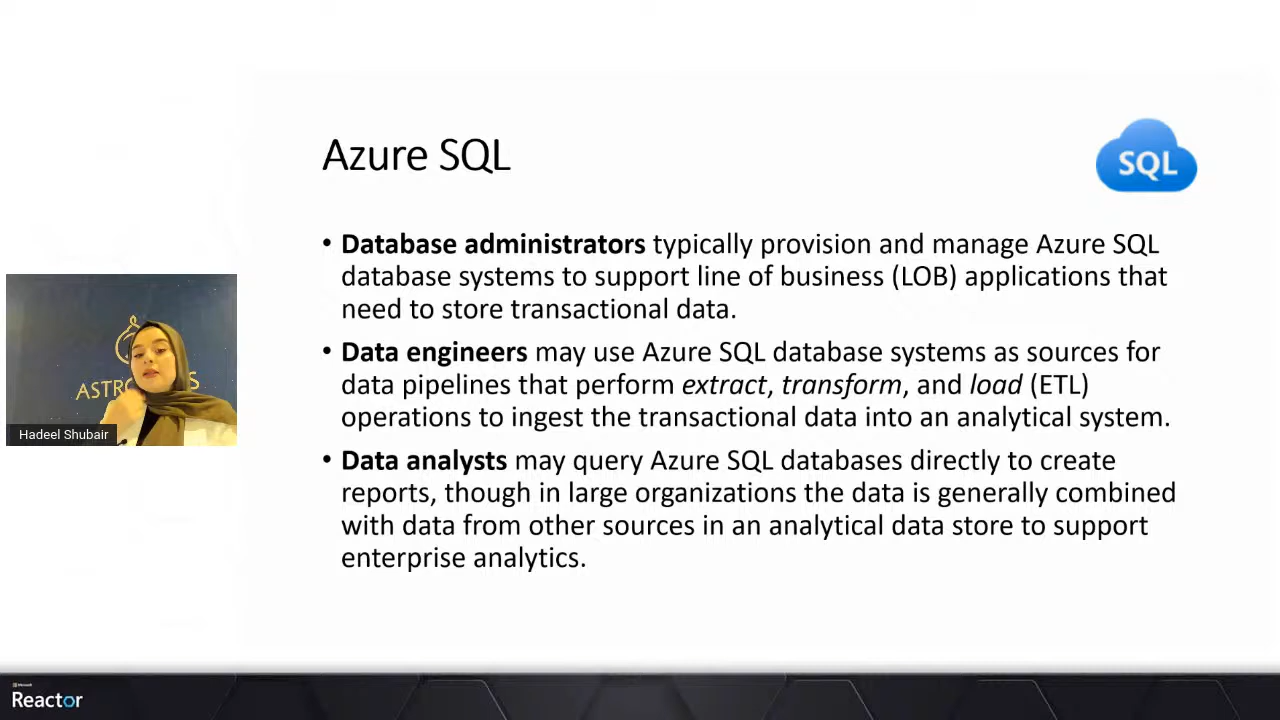 Azure SQL
SQL
• Database administrators typically provision and manage Azure SQL
database systems to support line of business (LOB) applications that
need to store transactional data.
• Data engineers may use Azure SQL database systems as sources for
data pipelines that perform extract, transform, and load (ETL)
operations to ingest the transactional data into an analytical system.
• Data analysts may query Azure SQL databases directly to create
reports, though in large organizations the data is generally combined
with data from other sources in an analytical data store to support
enterprise analytics.
Hadeel Shubair
Microsoft
Reactor